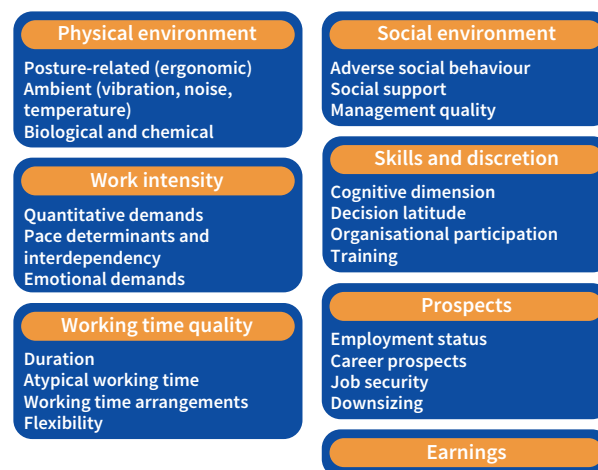 Physical environment
Posture-related (ergonomic)
Ambient (vibration, noise,
temperature)
Biological and chemical
Work intensity
Quantitative demands
Pace determinants and
interdependency
Emotional demands
Working time quality
Duration
Atypical working time
Working time arrangements
Flexibility
Social environment
Adverse social behaviour
Social support
Management quality
Skills and discretion
Cognitive dimension
Decision latitude
Organisational participation
Training
Prospects
Employment status
Career prospects
Job security
Downsizing
Earnings